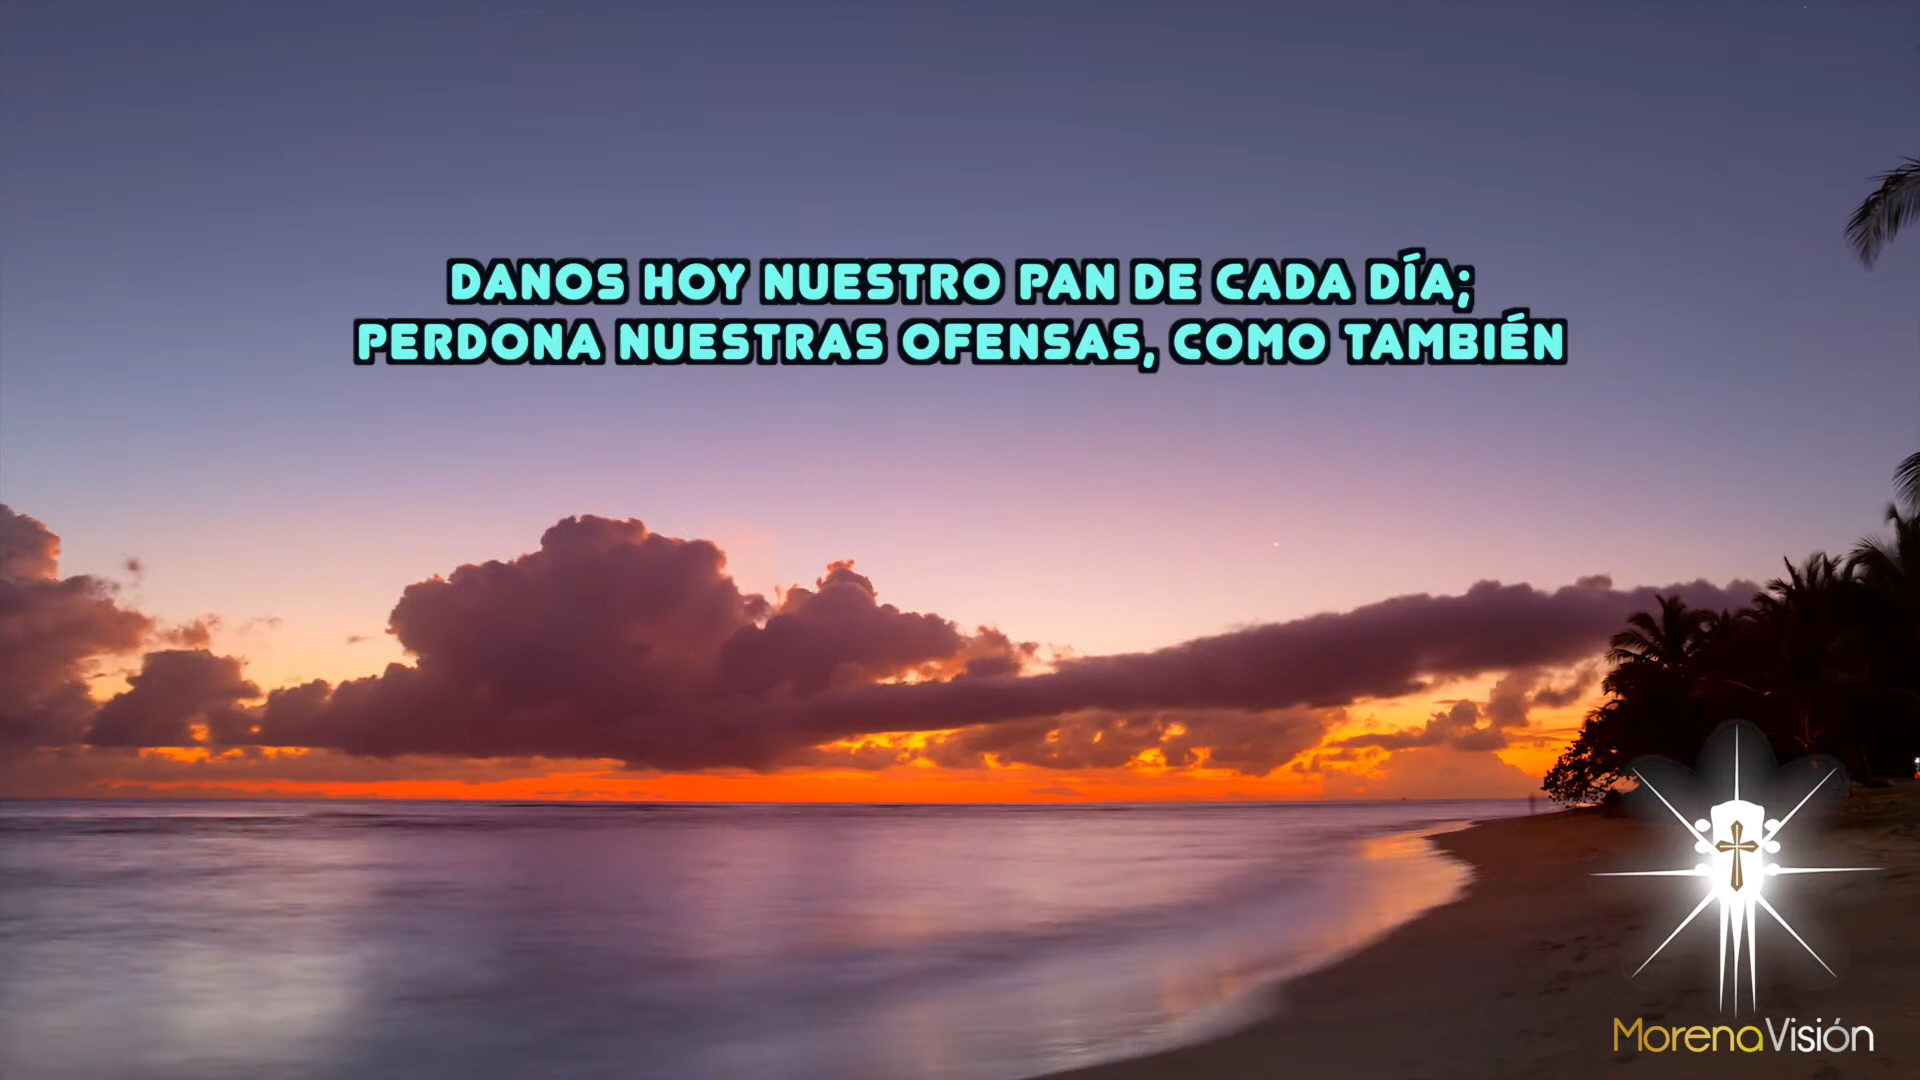 DANOS HOY NUESTRO PAN DE CADA DÍA;
PERDONA NUESTRAS OFENSAS, COMO TAMBIÉN
MorenaVisión